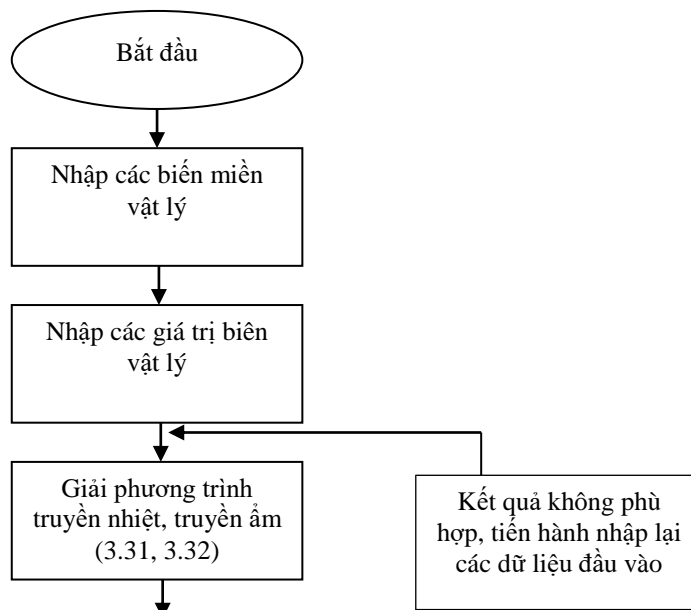 Bắt đầu
Nhập các biến miền
vật lý
Nhập các giá trị biên
vật lý
Giải phương trình
truyền nhiệt, truyền ẩm
(3.31, 3.32)
Kết quả không phù
hợp, tiến hành nhập lại
các dữ liệu đầu vào